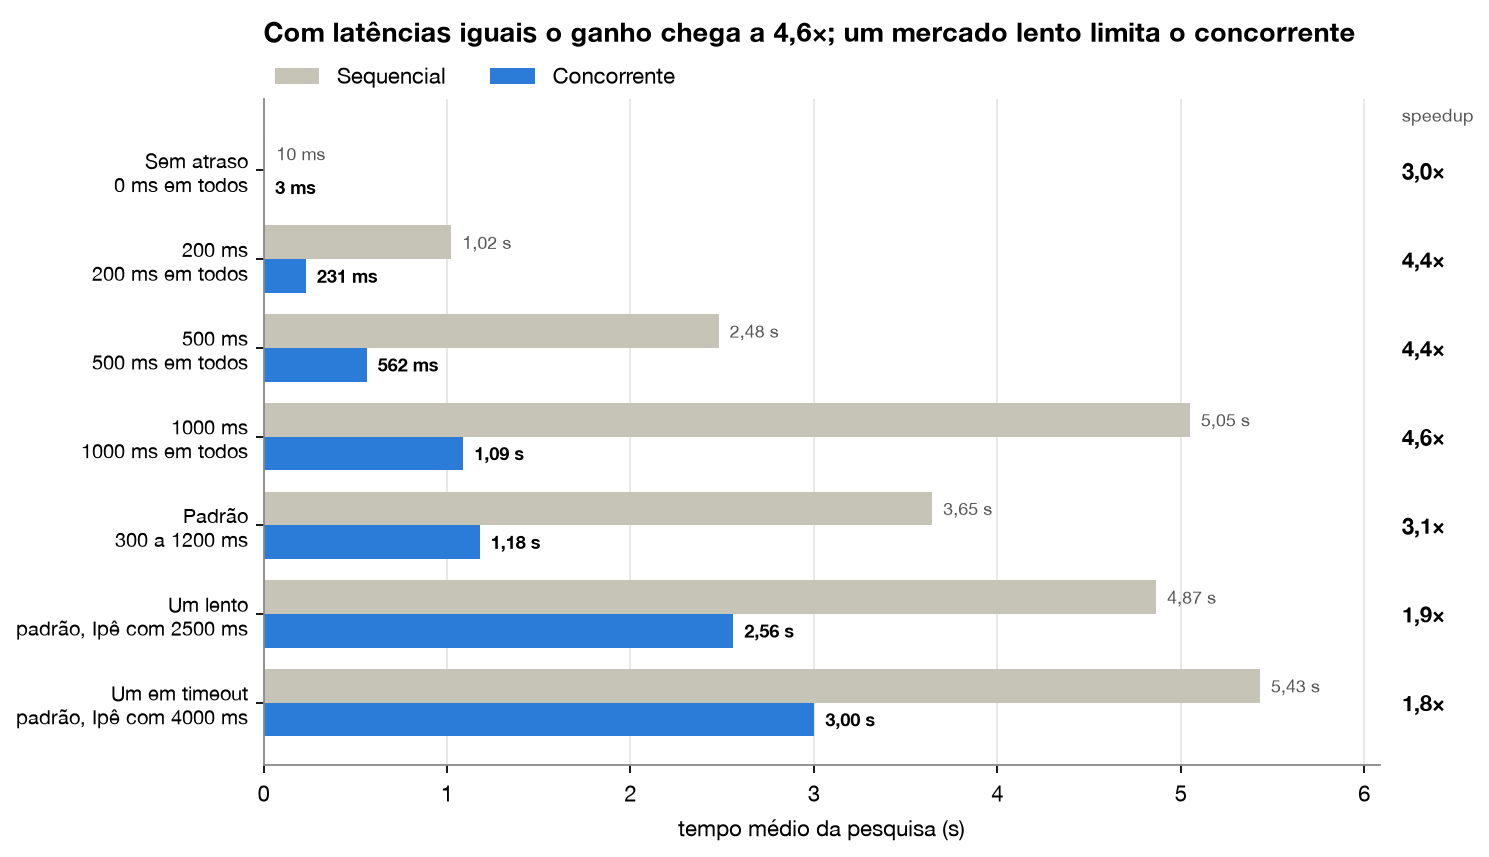 Com latências iguais o ganho chega a 4,6×; um mercado lento limita o concorrente
Sequencial Concorrente
speedup
Sem atraso
0 ms em todos
10 ms
3 ms
3,0×
200 ms
200 ms em todos
1,02 s
231 ms
4,4×
500 ms
500 ms em todos
2,48 s
562 ms
4,4×
1000 ms
1000 ms em todos
5,05 s
1,09 s
4,6×
Padrão
300 a 1200 ms
3,65 s
1,18 s
3,1×
Um lento
padrão, Ipê com 2500 ms
4,87 s
2,56 s
1,9×
Um em timeout
padrão, Ipê com 4000 ms
5,43 s
3,00 s
1,8×
0 1 2 3 4 5 6
tempo médio da pesquisa (s)